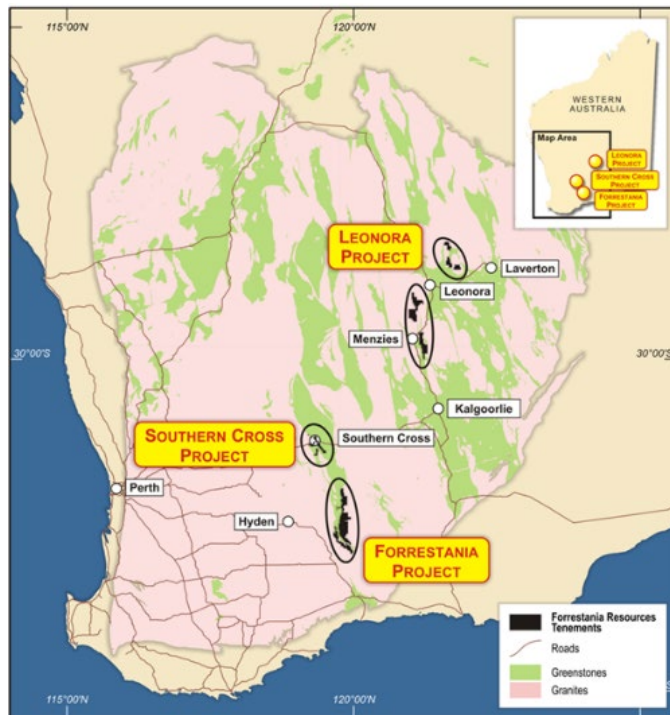 115°00'N
120°00'N
WESTERN
AUSTRALIA
Map Area
LEONORA
PROJECT
SOUTHERN CROSS
PROJECT
FORRESTANIA
PROJECT
LEONORA
PROJECT
Laverton
Leonora
Menzies
30°00'S
30°00'S
Kalgoorlie
SOUTHERN CROSS
PROJECT
Southern Cross
Perth
Hyden
FORRESTANIA
PROJECT
Forrestania Resources
Tenements
Roads
Greenstones
Granites
115°00'N
120°00'N